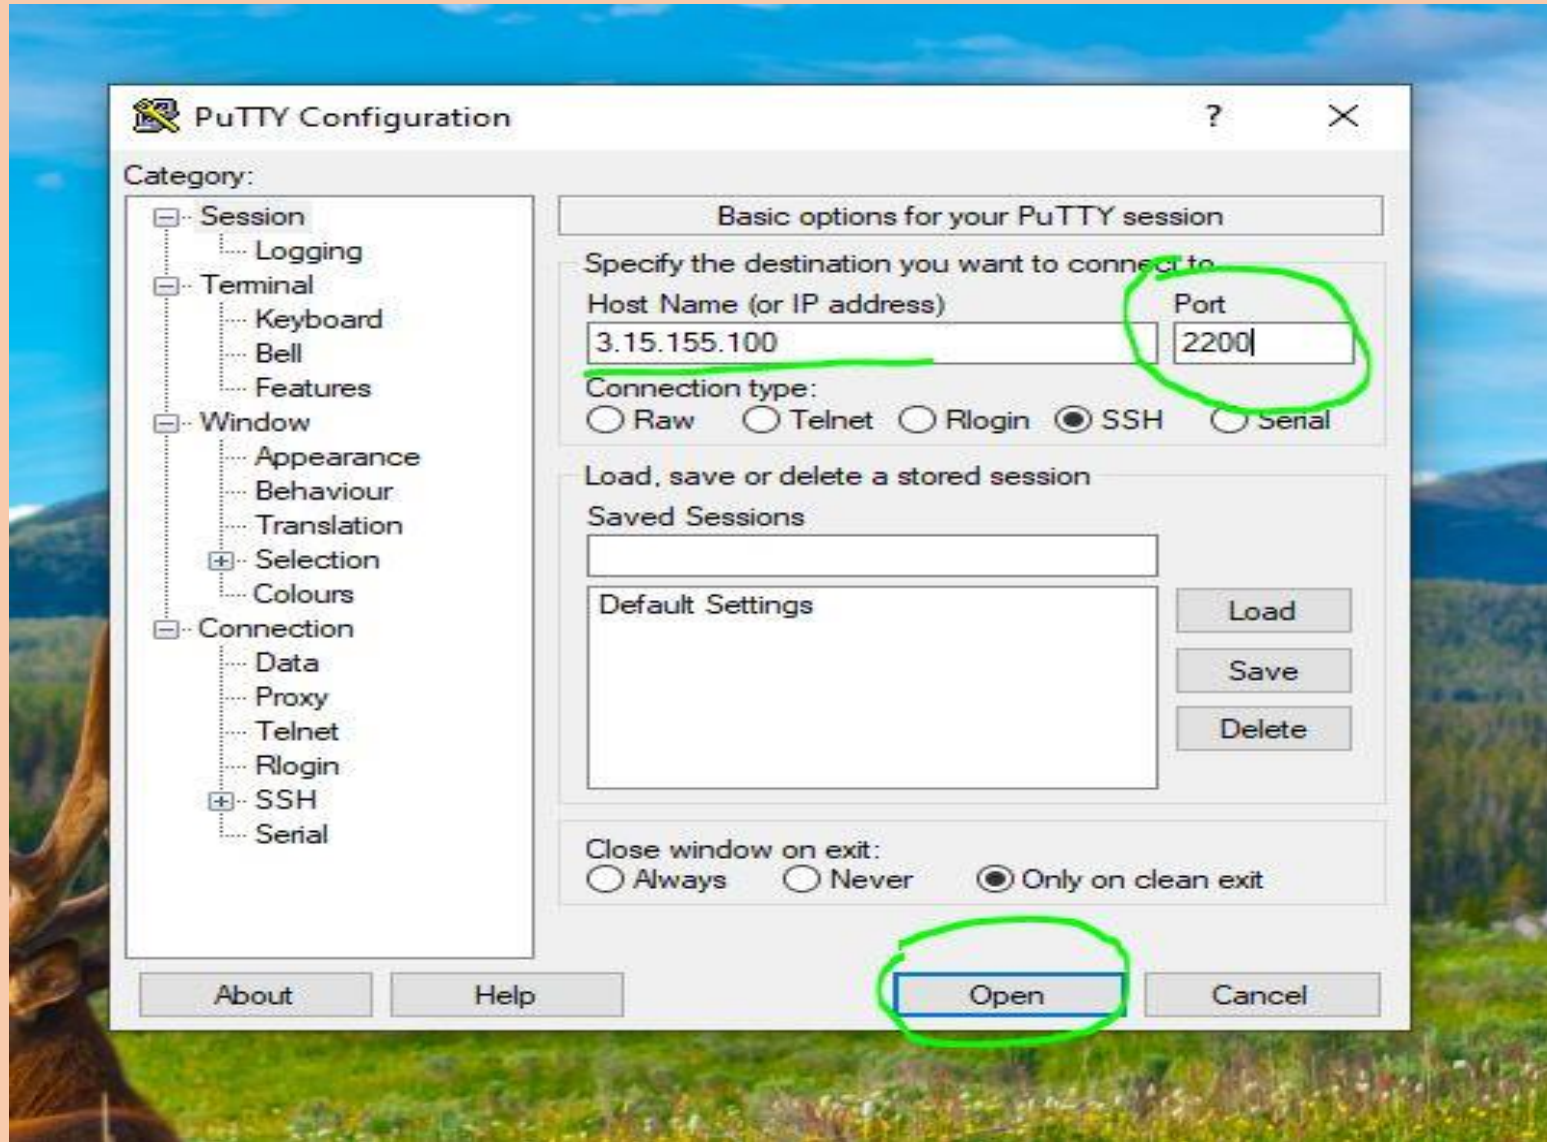 PuTTY Configuration
?
Category:
Session
Logging
Terminal
Keyboard
Bell
Features
Window
Appearance
Behaviour
Translation
Selection
Colours
Connection
Data
Proxy
Telnet
Rlogin
SSH
Serial
Basic options for your PuTTY session
Specify the destination you want to connect to
Host Name (or IP address) Port
3.15.155.100 2200
Connection type:
Raw Telnet Rlogin SSH Serial
Load, save or delete a stored session
Saved Sessions
Default Settings
Load
Save
Delete
Close window on exit:
Always Never Only on clean exit
About Help Open Cancel